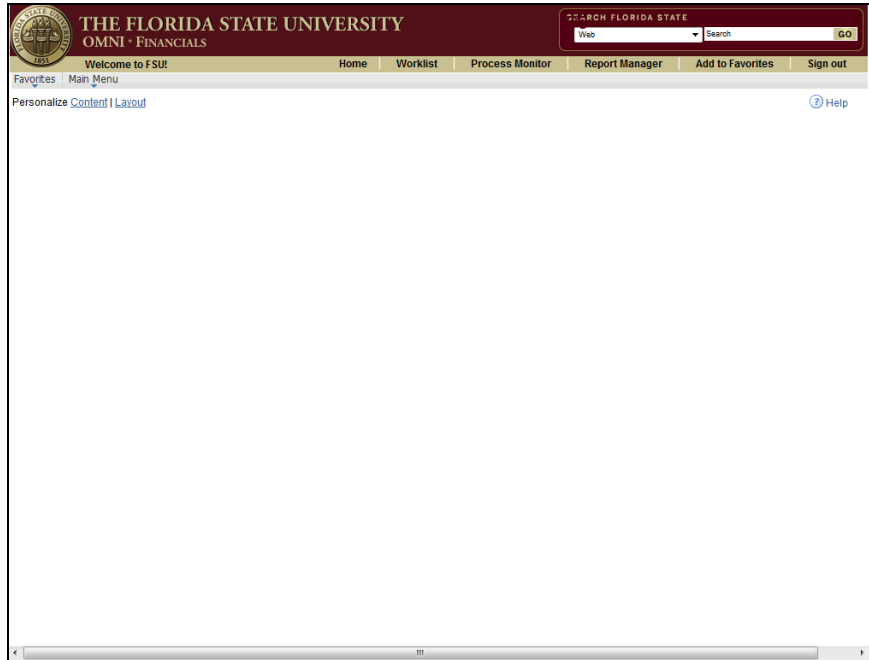 THE FLORIDA STATE UNIVERSITY
OMNI · FINANCIALS
SEARCH FLORIDA STATE
Web Search GO
1851
Welcome to FSU! Home Worklist Process Monitor Report Manager Add to Favorites Sign out
Favorites Main Menu
Personalize Content | Layout
Help